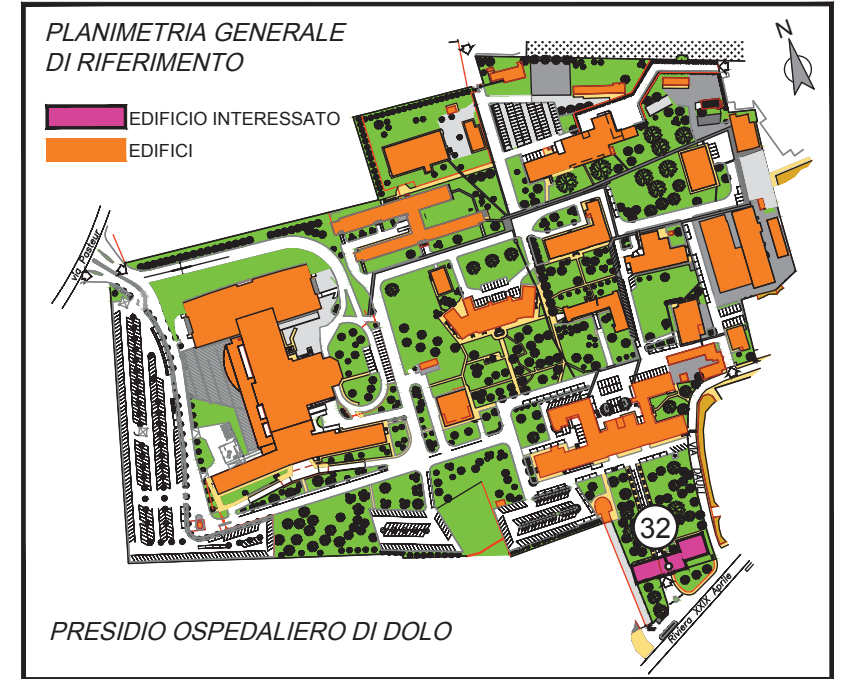 PLANIMETRIA GENERALE
DI RIFERIMENTO
N
EDIFICIO INTERESSATO
EDIFICI
via Pasteur
32
Riviera XXIX Aprile
PRESIDIO OSPEDALIERO DI DOLO